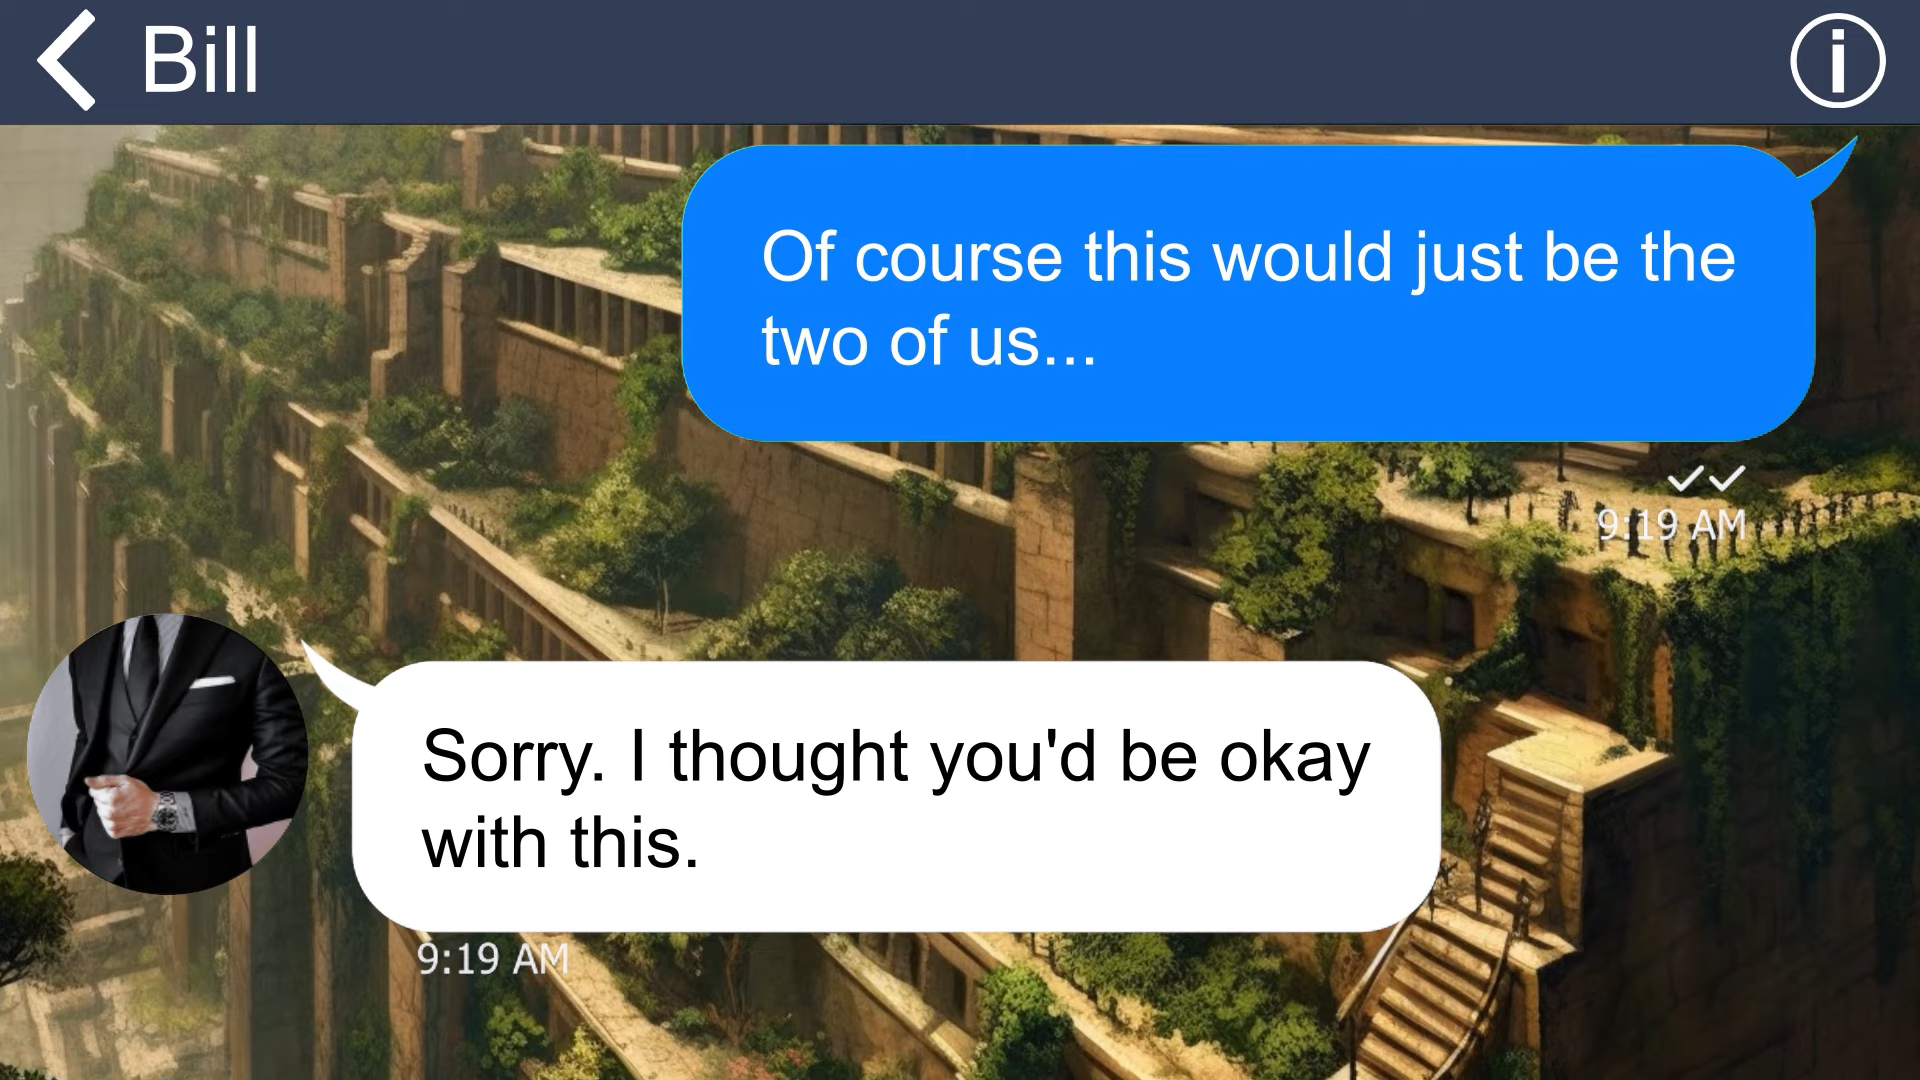 Bill
Of course this would just be the
two of us...
9:19 AM
Sorry. I thought you'd be okay
with this.
9:19 AM